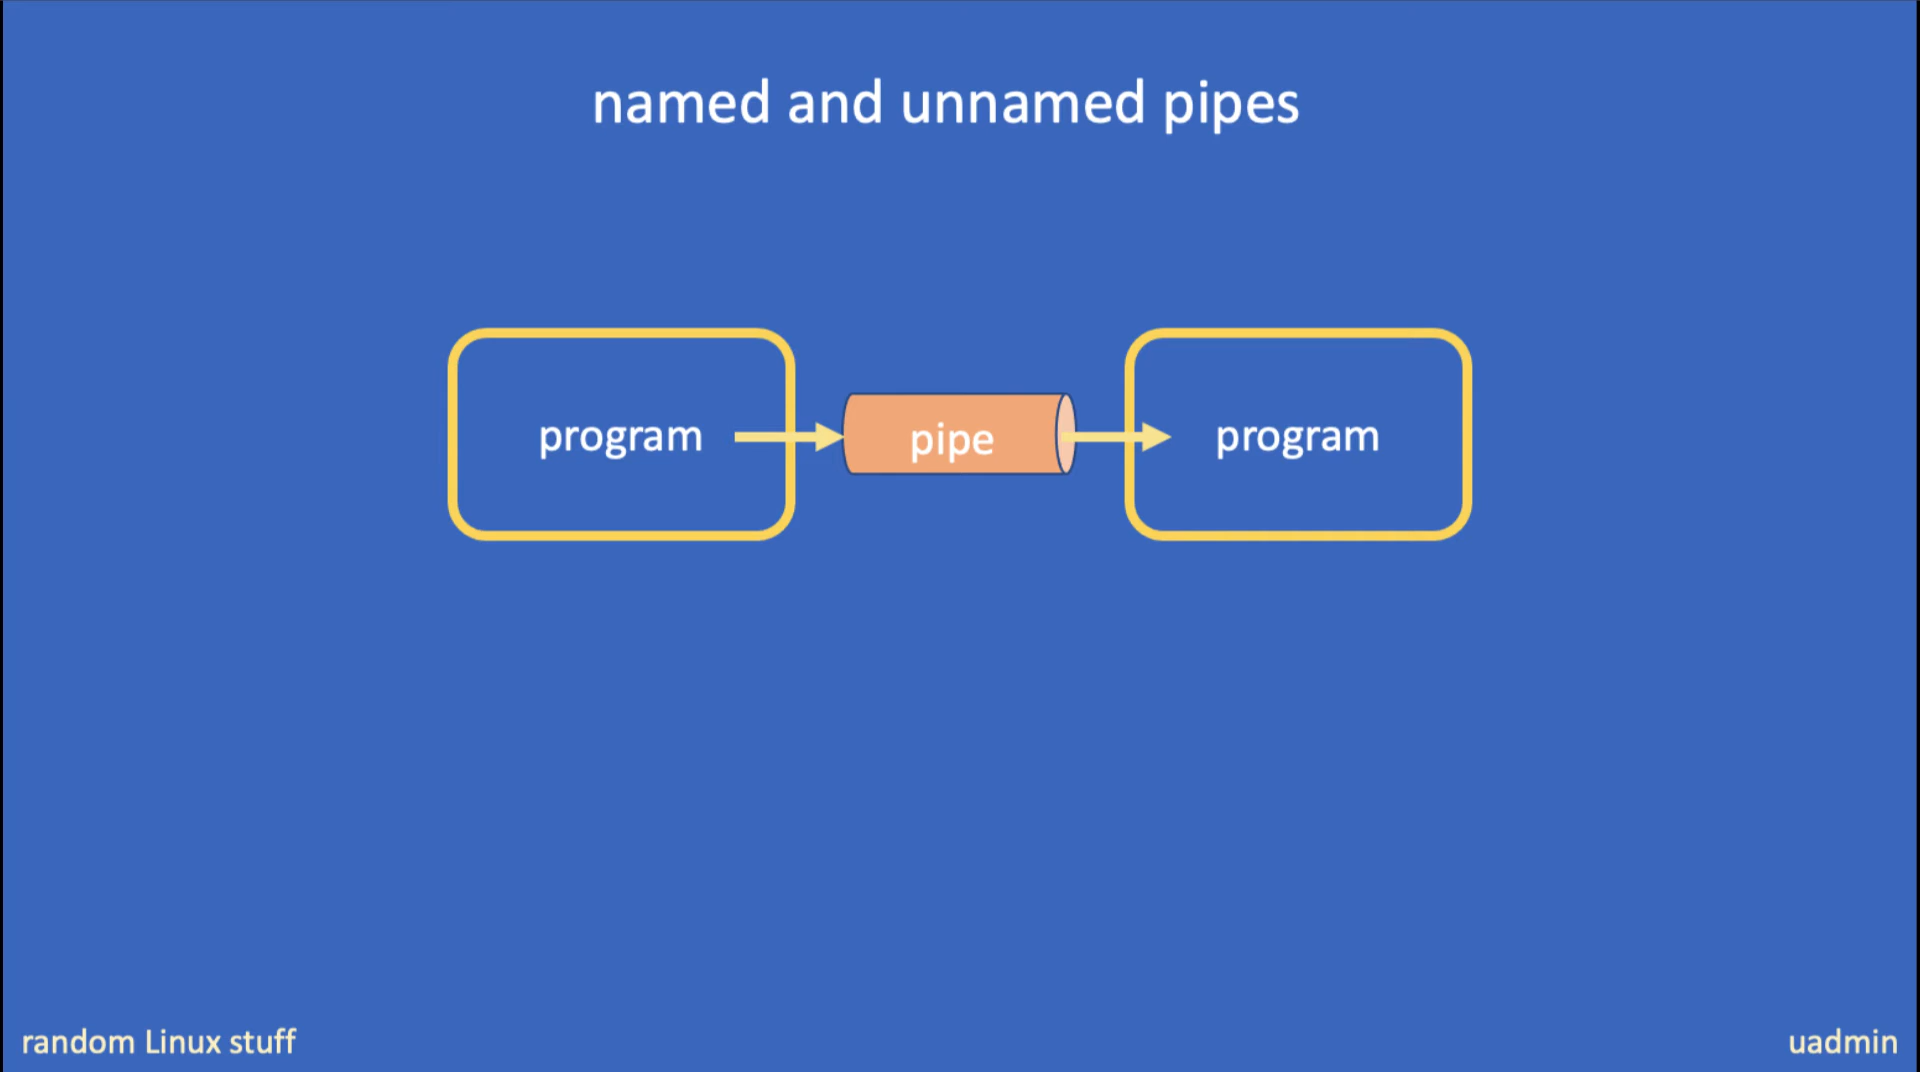 named and unnamed pipes
program
pipe
program
random Linux stuff
uadmin